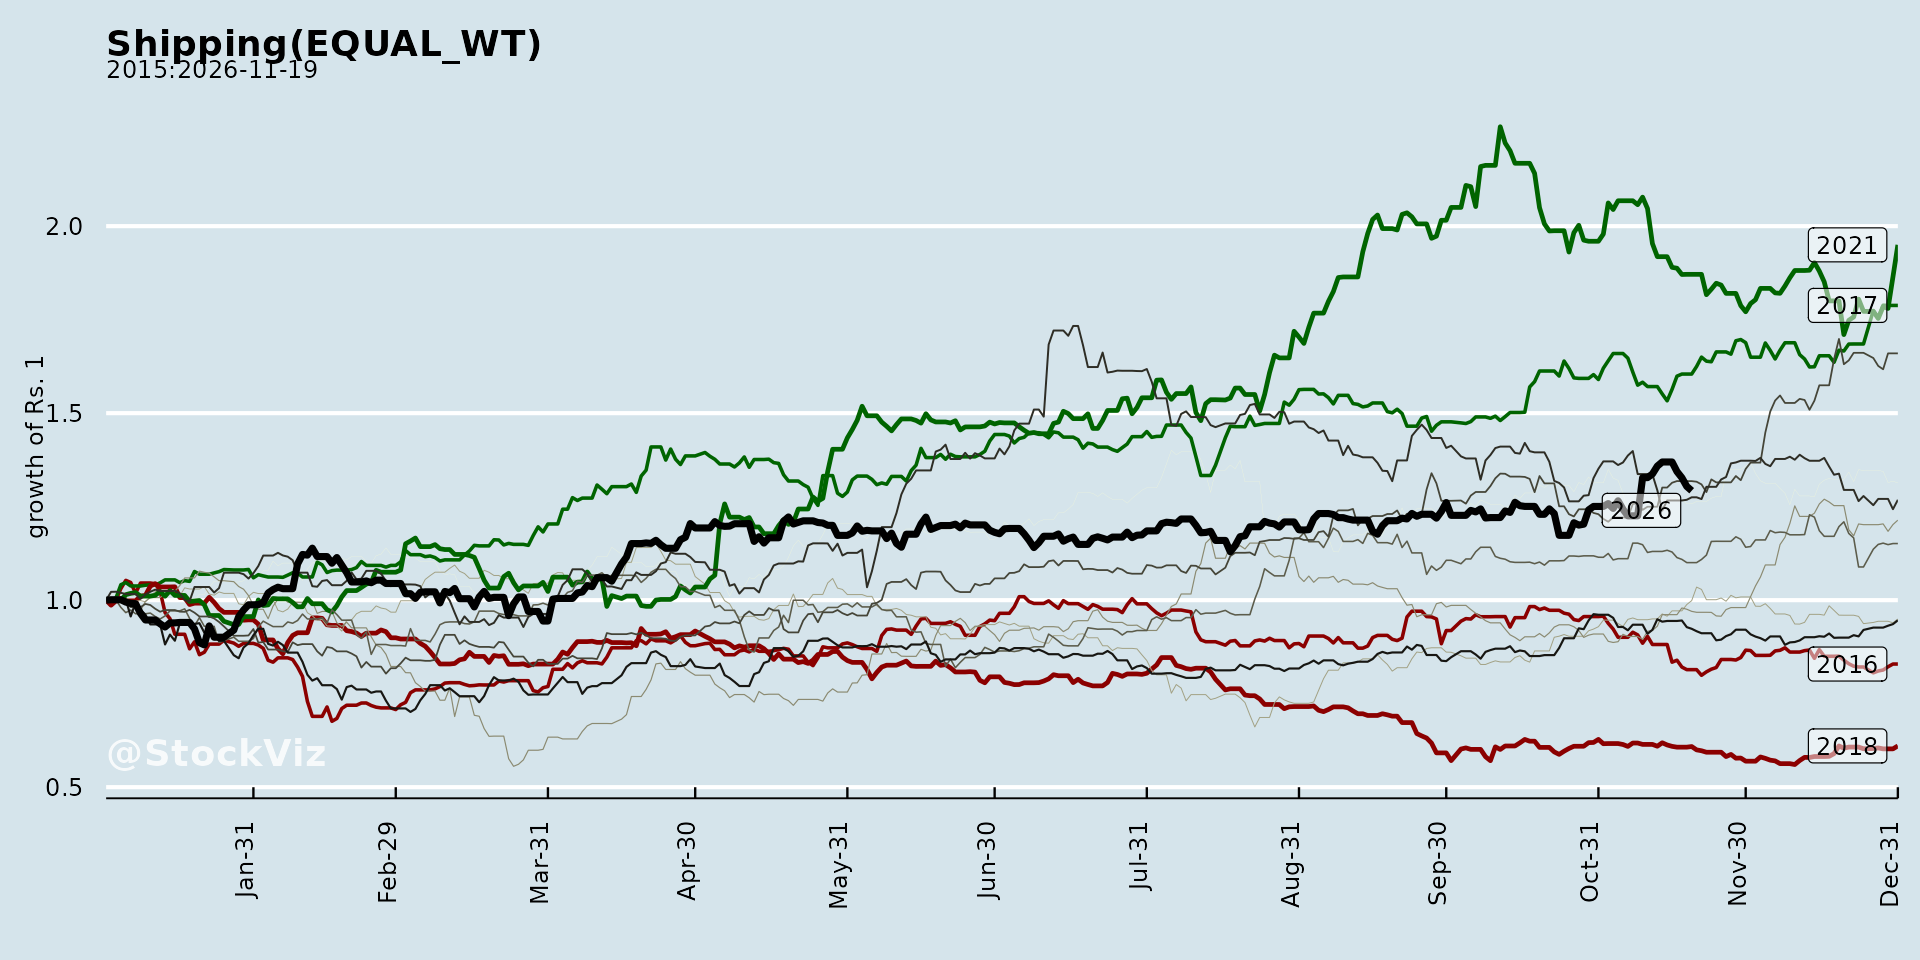 Shipping(EQUAL_WT)
2015:2026-11-19
growth of Rs. 1
2.0
1.5
1.0
0.5
2021
2017
2026
2016
2018
@StockViz
Jan-31
Feb-29
Mar-31
Apr-30
May-31
Jun-30
Jul-31
Aug-31
Sep-30
Oct-31
Nov-30
Dec-31